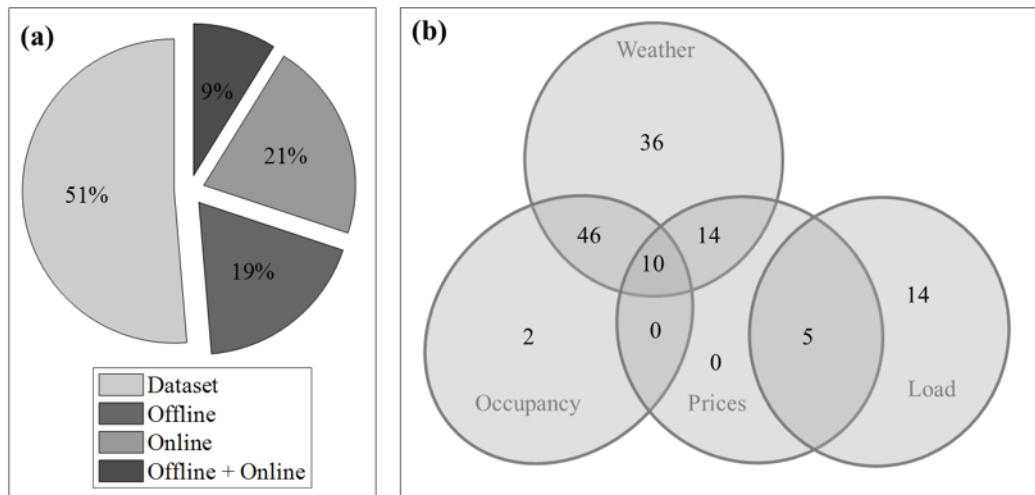 (a)
9%
21%
51%
19%
Dataset
Offline
Online
Offline + Online
(b)
Weather
36
46
14
10
14
2
0
5
0
Occupancy
Prices
Load